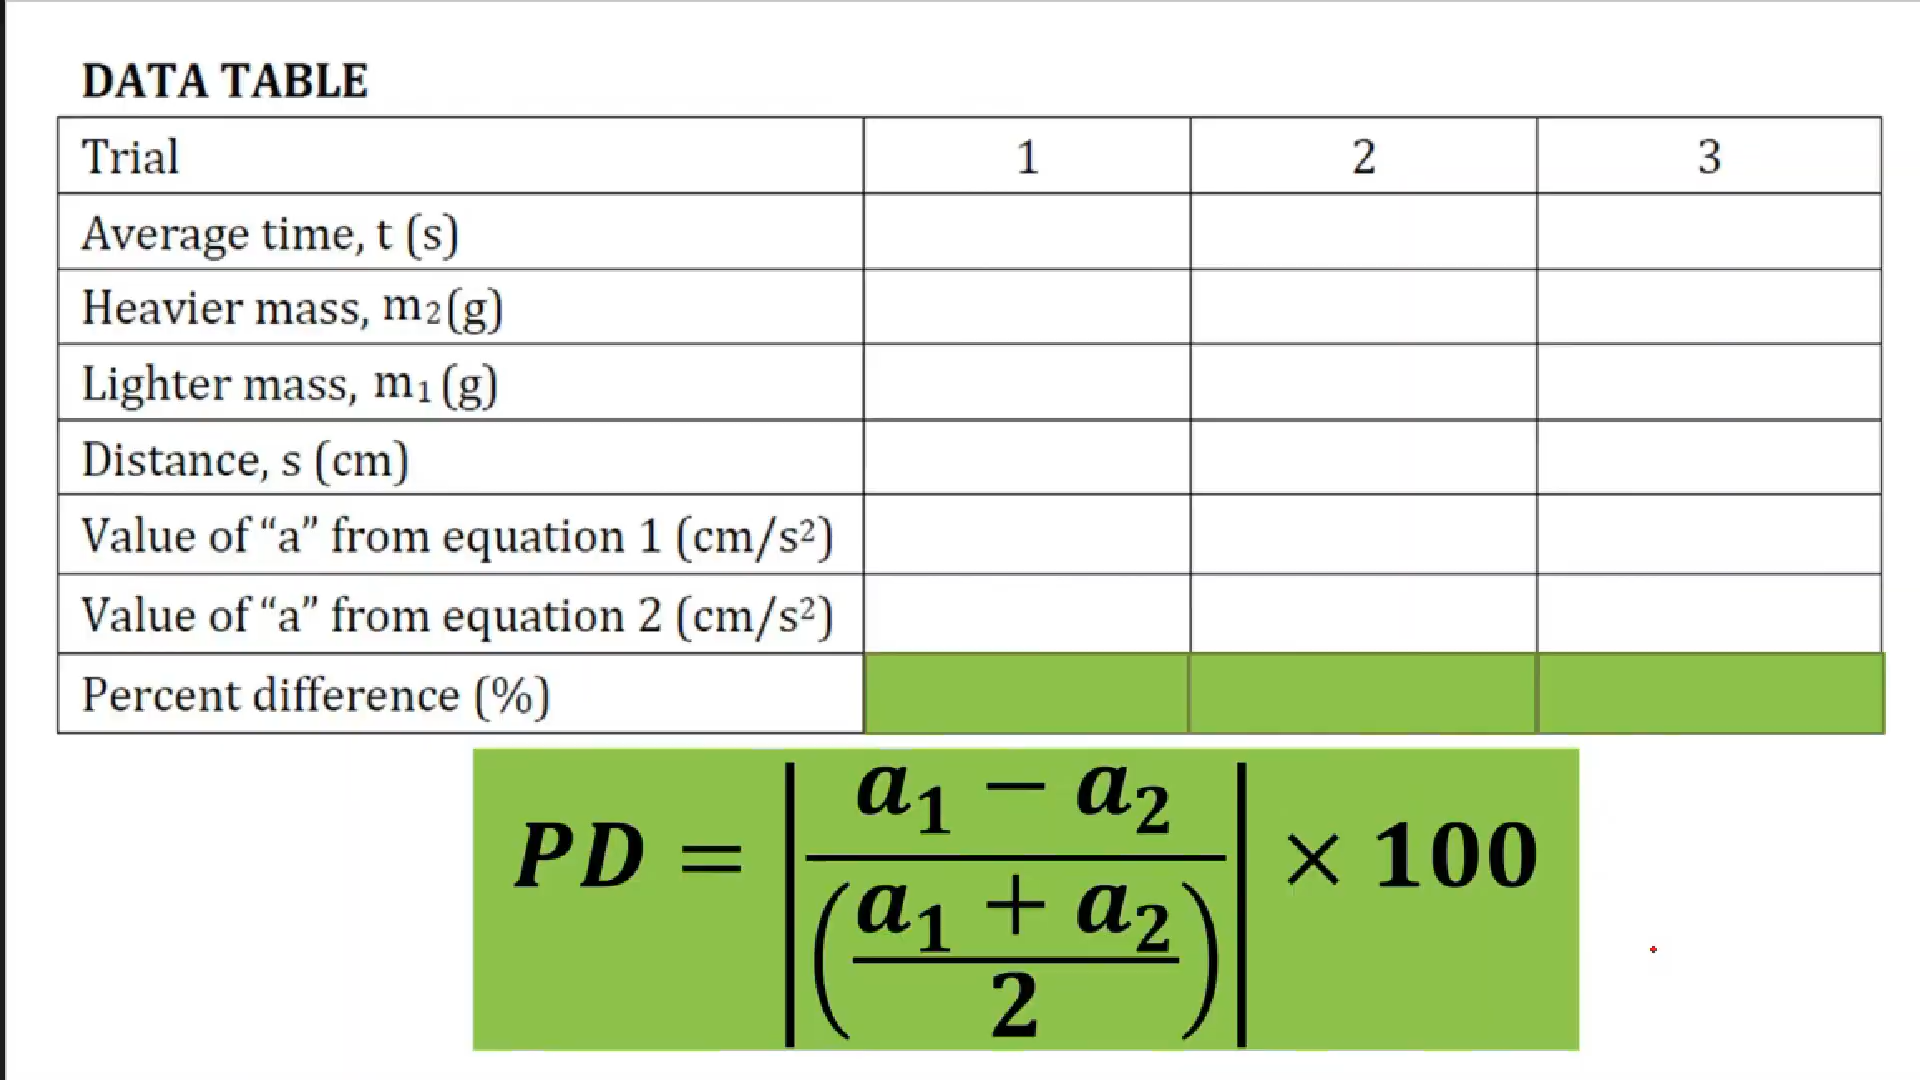 DATA TABLE
Trial 1 2 3
Average time, t (s)
Heavier mass, m₂(g)
Lighter mass, m₁(g)
Distance, s (cm)
Value of “a” from equation 1 (cm/s²)
Value of “a” from equation 2 (cm/s²)
Percent difference (%)
PD = | (a₁ − a₂) / ((a₁ + a₂) / 2) | × 100